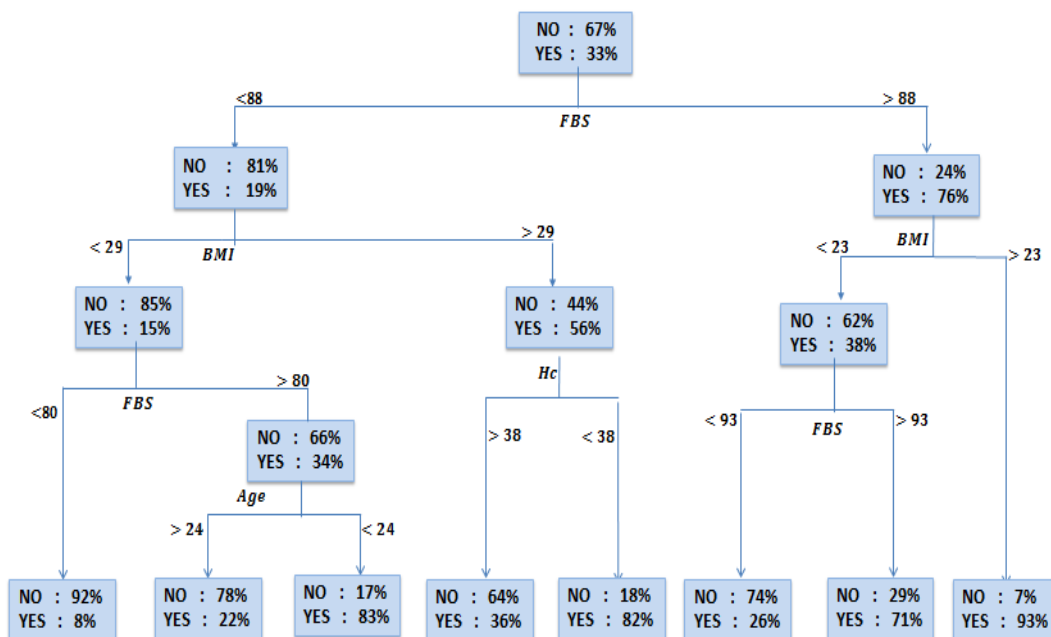 NO : 67%
YES : 33%
<88
> 88
FBS
NO : 81%
YES : 19%
NO : 24%
YES : 76%
< 29
BMI
> 29
< 23
BMI
> 23
NO : 85%
YES : 15%
NO : 44%
YES : 56%
NO : 62%
YES : 38%
<80
FBS
> 80
Hc
NO : 66%
YES : 34%
> 38
< 38
< 93
FBS
> 93
Age
> 24
< 24
NO : 92%
YES : 8%
NO : 78%
YES : 22%
NO : 17%
YES : 83%
NO : 64%
YES : 36%
NO : 18%
YES : 82%
NO : 74%
YES : 26%
NO : 29%
YES : 71%
NO : 7%
YES : 93%